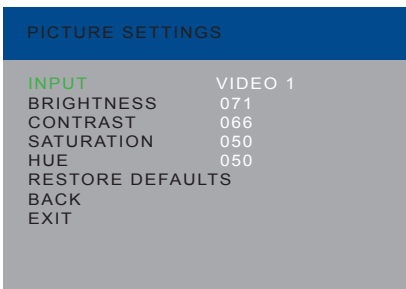 PICTURE SETTINGS
INPUT VIDEO 1
BRIGHTNESS 071
CONTRAST 066
SATURATION 050
HUE 050
RESTORE DEFAULTS
BACK
EXIT